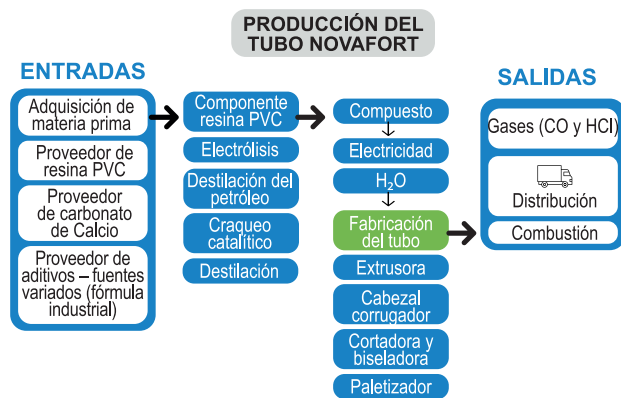 PRODUCCIÓN DEL
TUBO NOVAFORT
ENTRADAS
Adquisición de
materia prima
Proveedor de
resina PVC
Proveedor
de carbonato
de Calcio
Proveedor de
aditivos – fuentes
variados (fórmula
industrial)
Componente
resina PVC
Electrólisis
Destilación del
petróleo
Craqueo
catalítico
Destilación
Compuesto
Electricidad
H₂O
Fabricación
del tubo
Extrusora
Cabezal
corrugador
Cortadora y
biseladora
Paletizador
SALIDAS
Gases (CO y HCl)
Distribución
Combustión